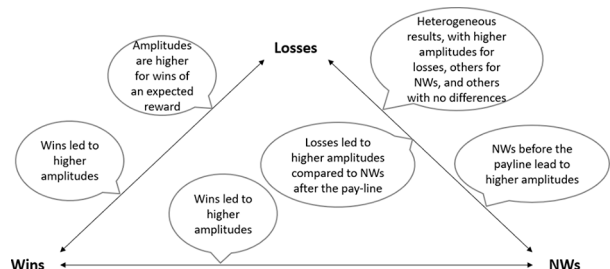 Amplitudes
are higher
for wins of
an expected
reward
Losses
Heterogeneous
results, with higher
amplitudes for
losses, others for
NWs, and others
with no differences
Wins led to
higher
amplitudes
Losses led to
higher amplitudes
compared to NWs
after the pay-line
NWs before the
payline lead to
higher amplitudes
Wins led to
higher
amplitudes
Wins
NWs